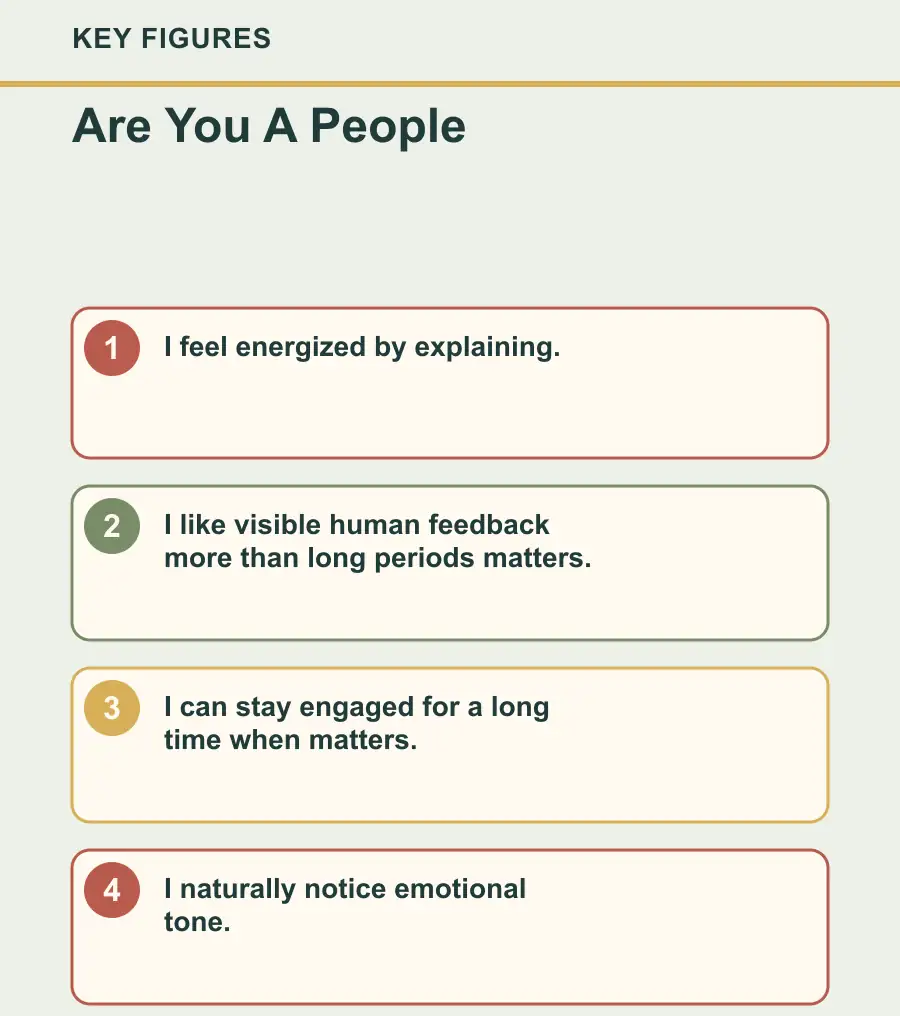 KEY FIGURES
Are You A People
1
I feel energized by explaining.
2
I like visible human feedback
more than long periods matters.
3
I can stay engaged for a long
time when matters.
4
I naturally notice emotional
tone.